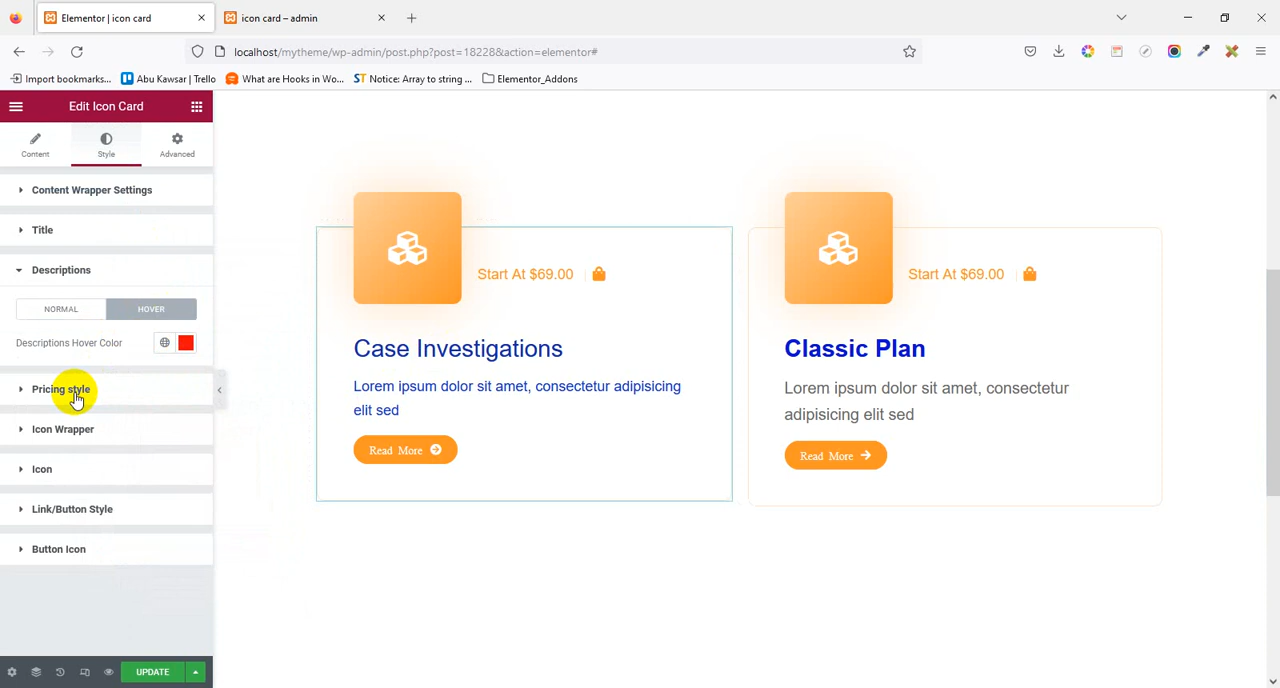 Elementor | icon card
icon card – admin
localhost/mytheme/wp-admin/post.php?post=18228&action=elementor#
Import bookmarks...
Abu Kawsar | Trello
What are Hooks in Wo...
ST Notice: Array to string ...
Elementor_Addons
Edit Icon Card
Content
Style
Advanced
Content Wrapper Settings
Title
Descriptions
NORMAL
HOVER
Descriptions Hover Color
Pricing style
Icon Wrapper
Icon
Link/Button Style
Button Icon
UPDATE
Start At $69.00
Case Investigations
Lorem ipsum dolor sit amet, consectetur adipisicing
elit sed
Read More
Start At $69.00
Classic Plan
Lorem ipsum dolor sit amet, consectetur
adipisicing elit sed
Read More